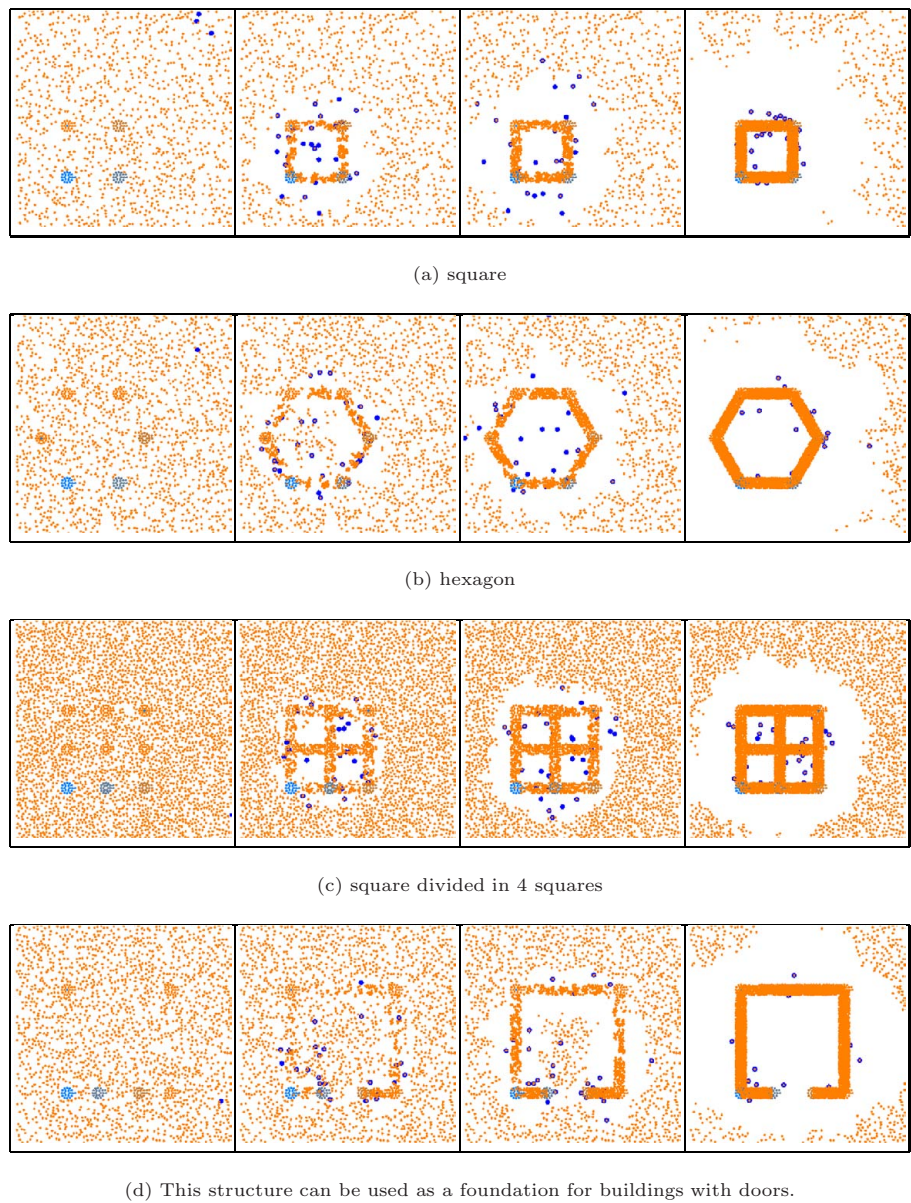 (a) square
(b) hexagon
(c) square divided in 4 squares
(d) This structure can be used as a foundation for buildings with doors.